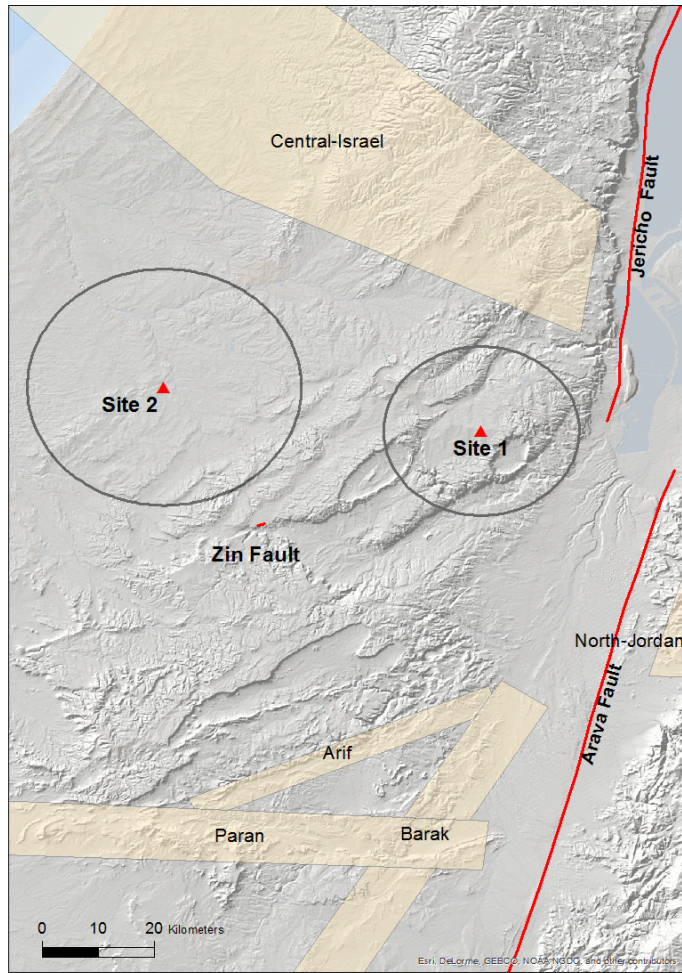 Central-Israel
Jericho Fault
Site 2
Site 1
Zin Fault
North-Jordan
Arava Fault
Arif
Paran
Barak
0 10 20 Kilometers
Esri, DeLorme, GEBCO, NOAA NGDC, and other contributors